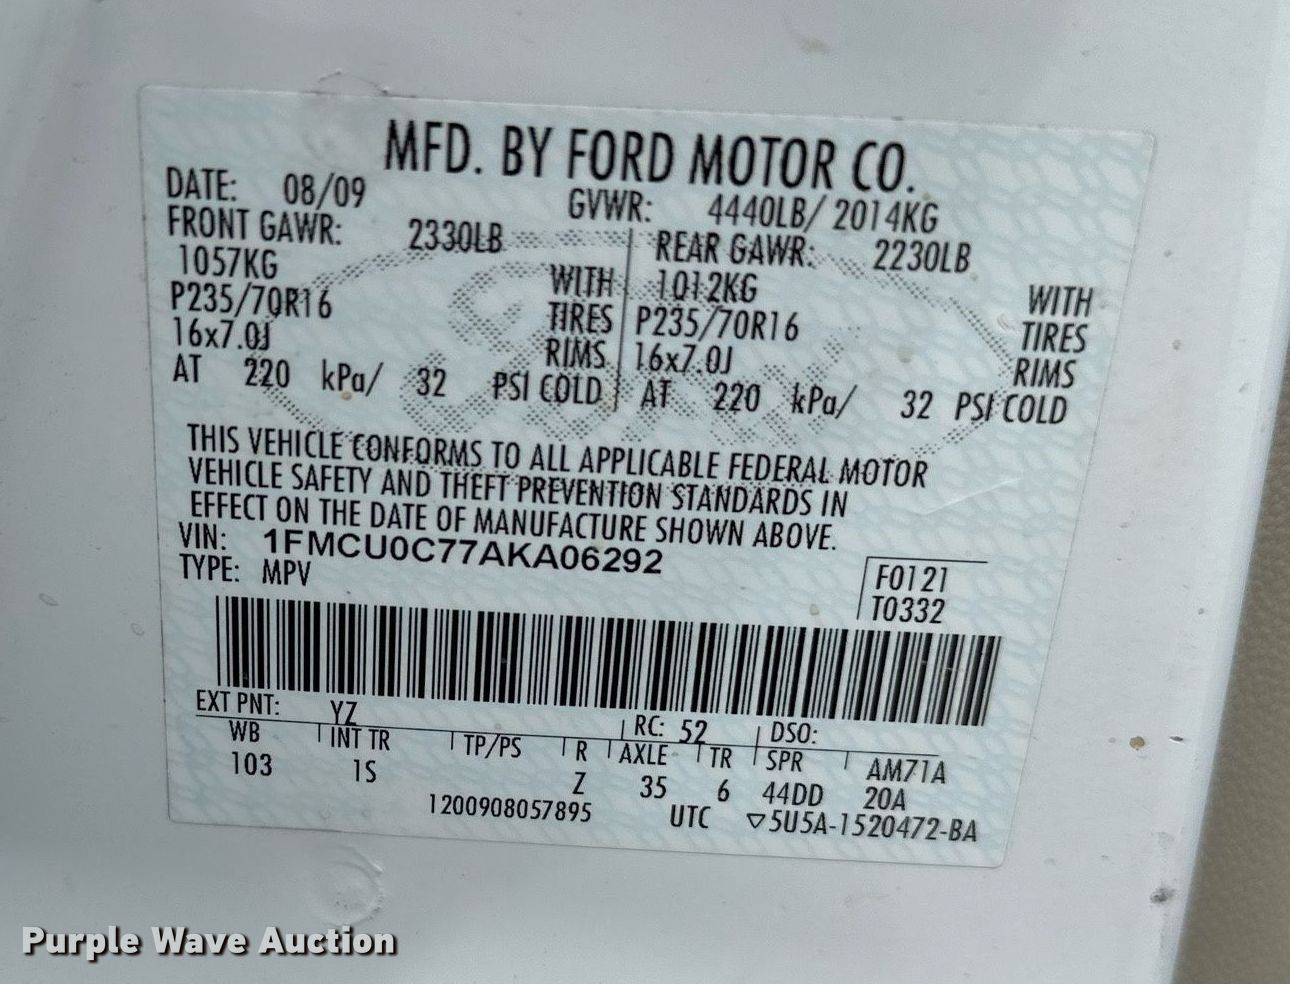 MFD. BY FORD MOTOR CO.
DATE: 08/09 GVWR: 4440LB/ 2014KG
FRONT GAWR: 2330LB REAR GAWR: 2230LB
1057KG WITH 1012KG WITH
P235/70R16 TIRES P235/70R16 TIRES
16x7.0J RIMS 16x7.0J RIMS
AT 220 kPa/ 32 PSI COLD AT 220 kPa/ 32 PSI COLD
THIS VEHICLE CONFORMS TO ALL APPLICABLE FEDERAL MOTOR
VEHICLE SAFETY AND THEFT PREVENTION STANDARDS IN
EFFECT ON THE DATE OF MANUFACTURE SHOWN ABOVE.
VIN: 1FMCU0C77AKA06292
TYPE: MPV
F0121
T0332
EXT PNT: YZ RC: 52 DSO:
WB INT TR TP/PS R AXLE TR SPR AM71A
103 1S Z 35 6 44DD 20A
1200908057895 UTC ▽5U5A-1520472-BA
Purple Wave Auction